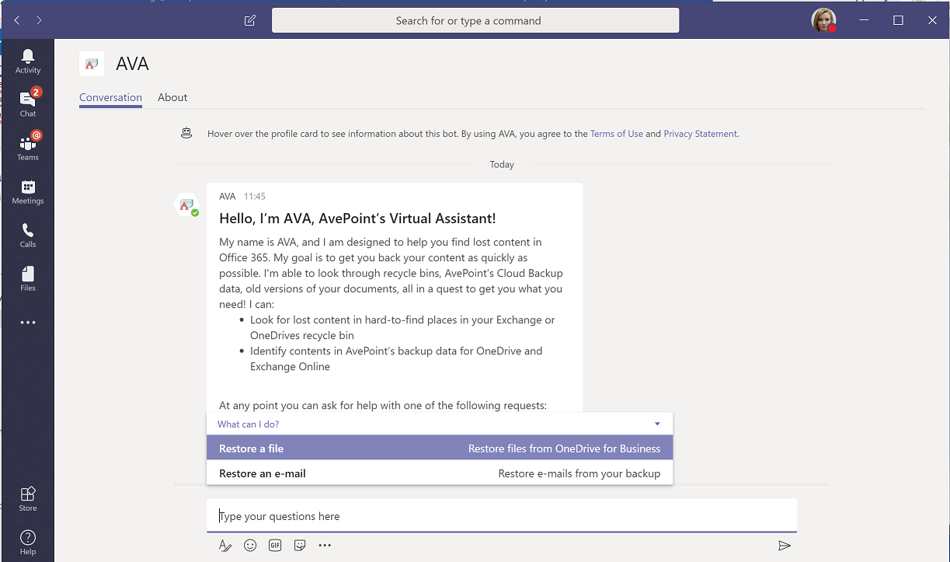 Search for or type a command
Activity
2
Chat
@
Teams
Meetings
Calls
Files
Store
Help
AVA
Conversation
About
Hover over the profile card to see information about this bot. By using AVA, you agree to the Terms of Use and Privacy Statement.
Today
AVA 11:45
Hello, I'm AVA, AvePoint's Virtual Assistant!
My name is AVA, and I am designed to help you find lost content in
Office 365. My goal is to get you back your content as quickly as
possible. I'm able to look through recycle bins, AvePoint's Cloud Backup
data, old versions of your documents, all in a quest to get you what you
need! I can:
• Look for lost content in hard-to-find places in your Exchange or
OneDrives recycle bin
• Identify contents in AvePoint's backup data for OneDrive and
Exchange Online
At any point you can ask for help with one of the following requests:
What can I do?
Restore a file Restore files from OneDrive for Business
Restore an e-mail Restore e-mails from your backup
Type your questions here
GIF